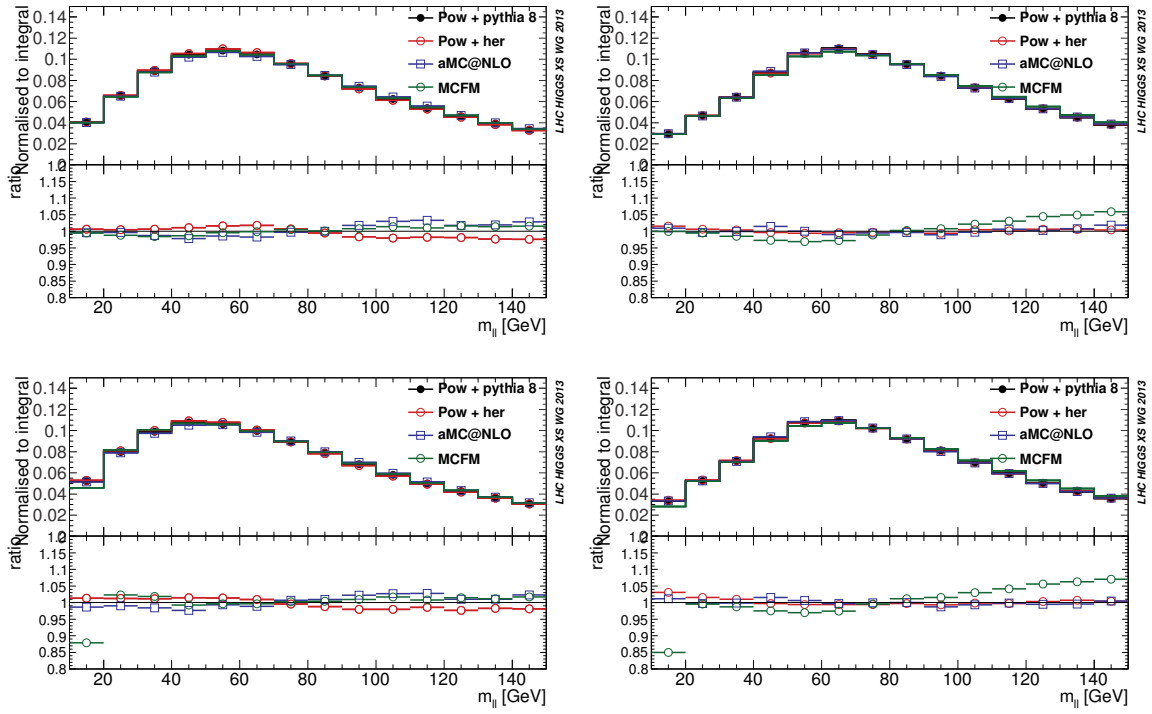 Normalised to integral
0.14
0.12
0.1
0.08
0.06
0.04
0.02
0
Pow + pythia 8
Pow + her
aMC@NLO
MCFM
LHC HIGGS XS WG 2013
ratio
1.2
1.15
1.1
1.05
1
0.95
0.9
0.85
0.8
20 40 60 80 100 120 140
m_ll [GeV]
Normalised to integral
0.14
0.12
0.1
0.08
0.06
0.04
0.02
0
Pow + pythia 8
Pow + her
aMC@NLO
MCFM
LHC HIGGS XS WG 2013
ratio
1.2
1.15
1.1
1.05
1
0.95
0.9
0.85
0.8
20 40 60 80 100 120 140
m_ll [GeV]
Normalised to integral
0.14
0.12
0.1
0.08
0.06
0.04
0.02
0
Pow + pythia 8
Pow + her
aMC@NLO
MCFM
LHC HIGGS XS WG 2013
ratio
1.2
1.15
1.1
1.05
1
0.95
0.9
0.85
0.8
20 40 60 80 100 120 140
m_ll [GeV]
Normalised to integral
0.14
0.12
0.1
0.08
0.06
0.04
0.02
0
Pow + pythia 8
Pow + her
aMC@NLO
MCFM
LHC HIGGS XS WG 2013
ratio
1.2
1.15
1.1
1.05
1
0.95
0.9
0.85
0.8
20 40 60 80 100 120 140
m_ll [GeV]